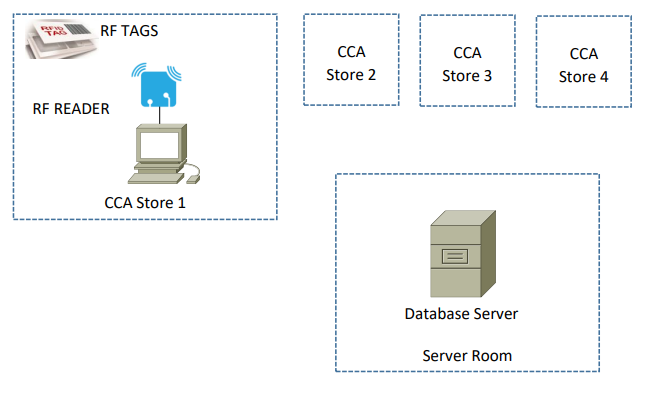 RFID
TAG
RF TAGS
RF READER
CCA Store 1
CCA
Store 2
CCA
Store 3
CCA
Store 4
Database Server
Server Room